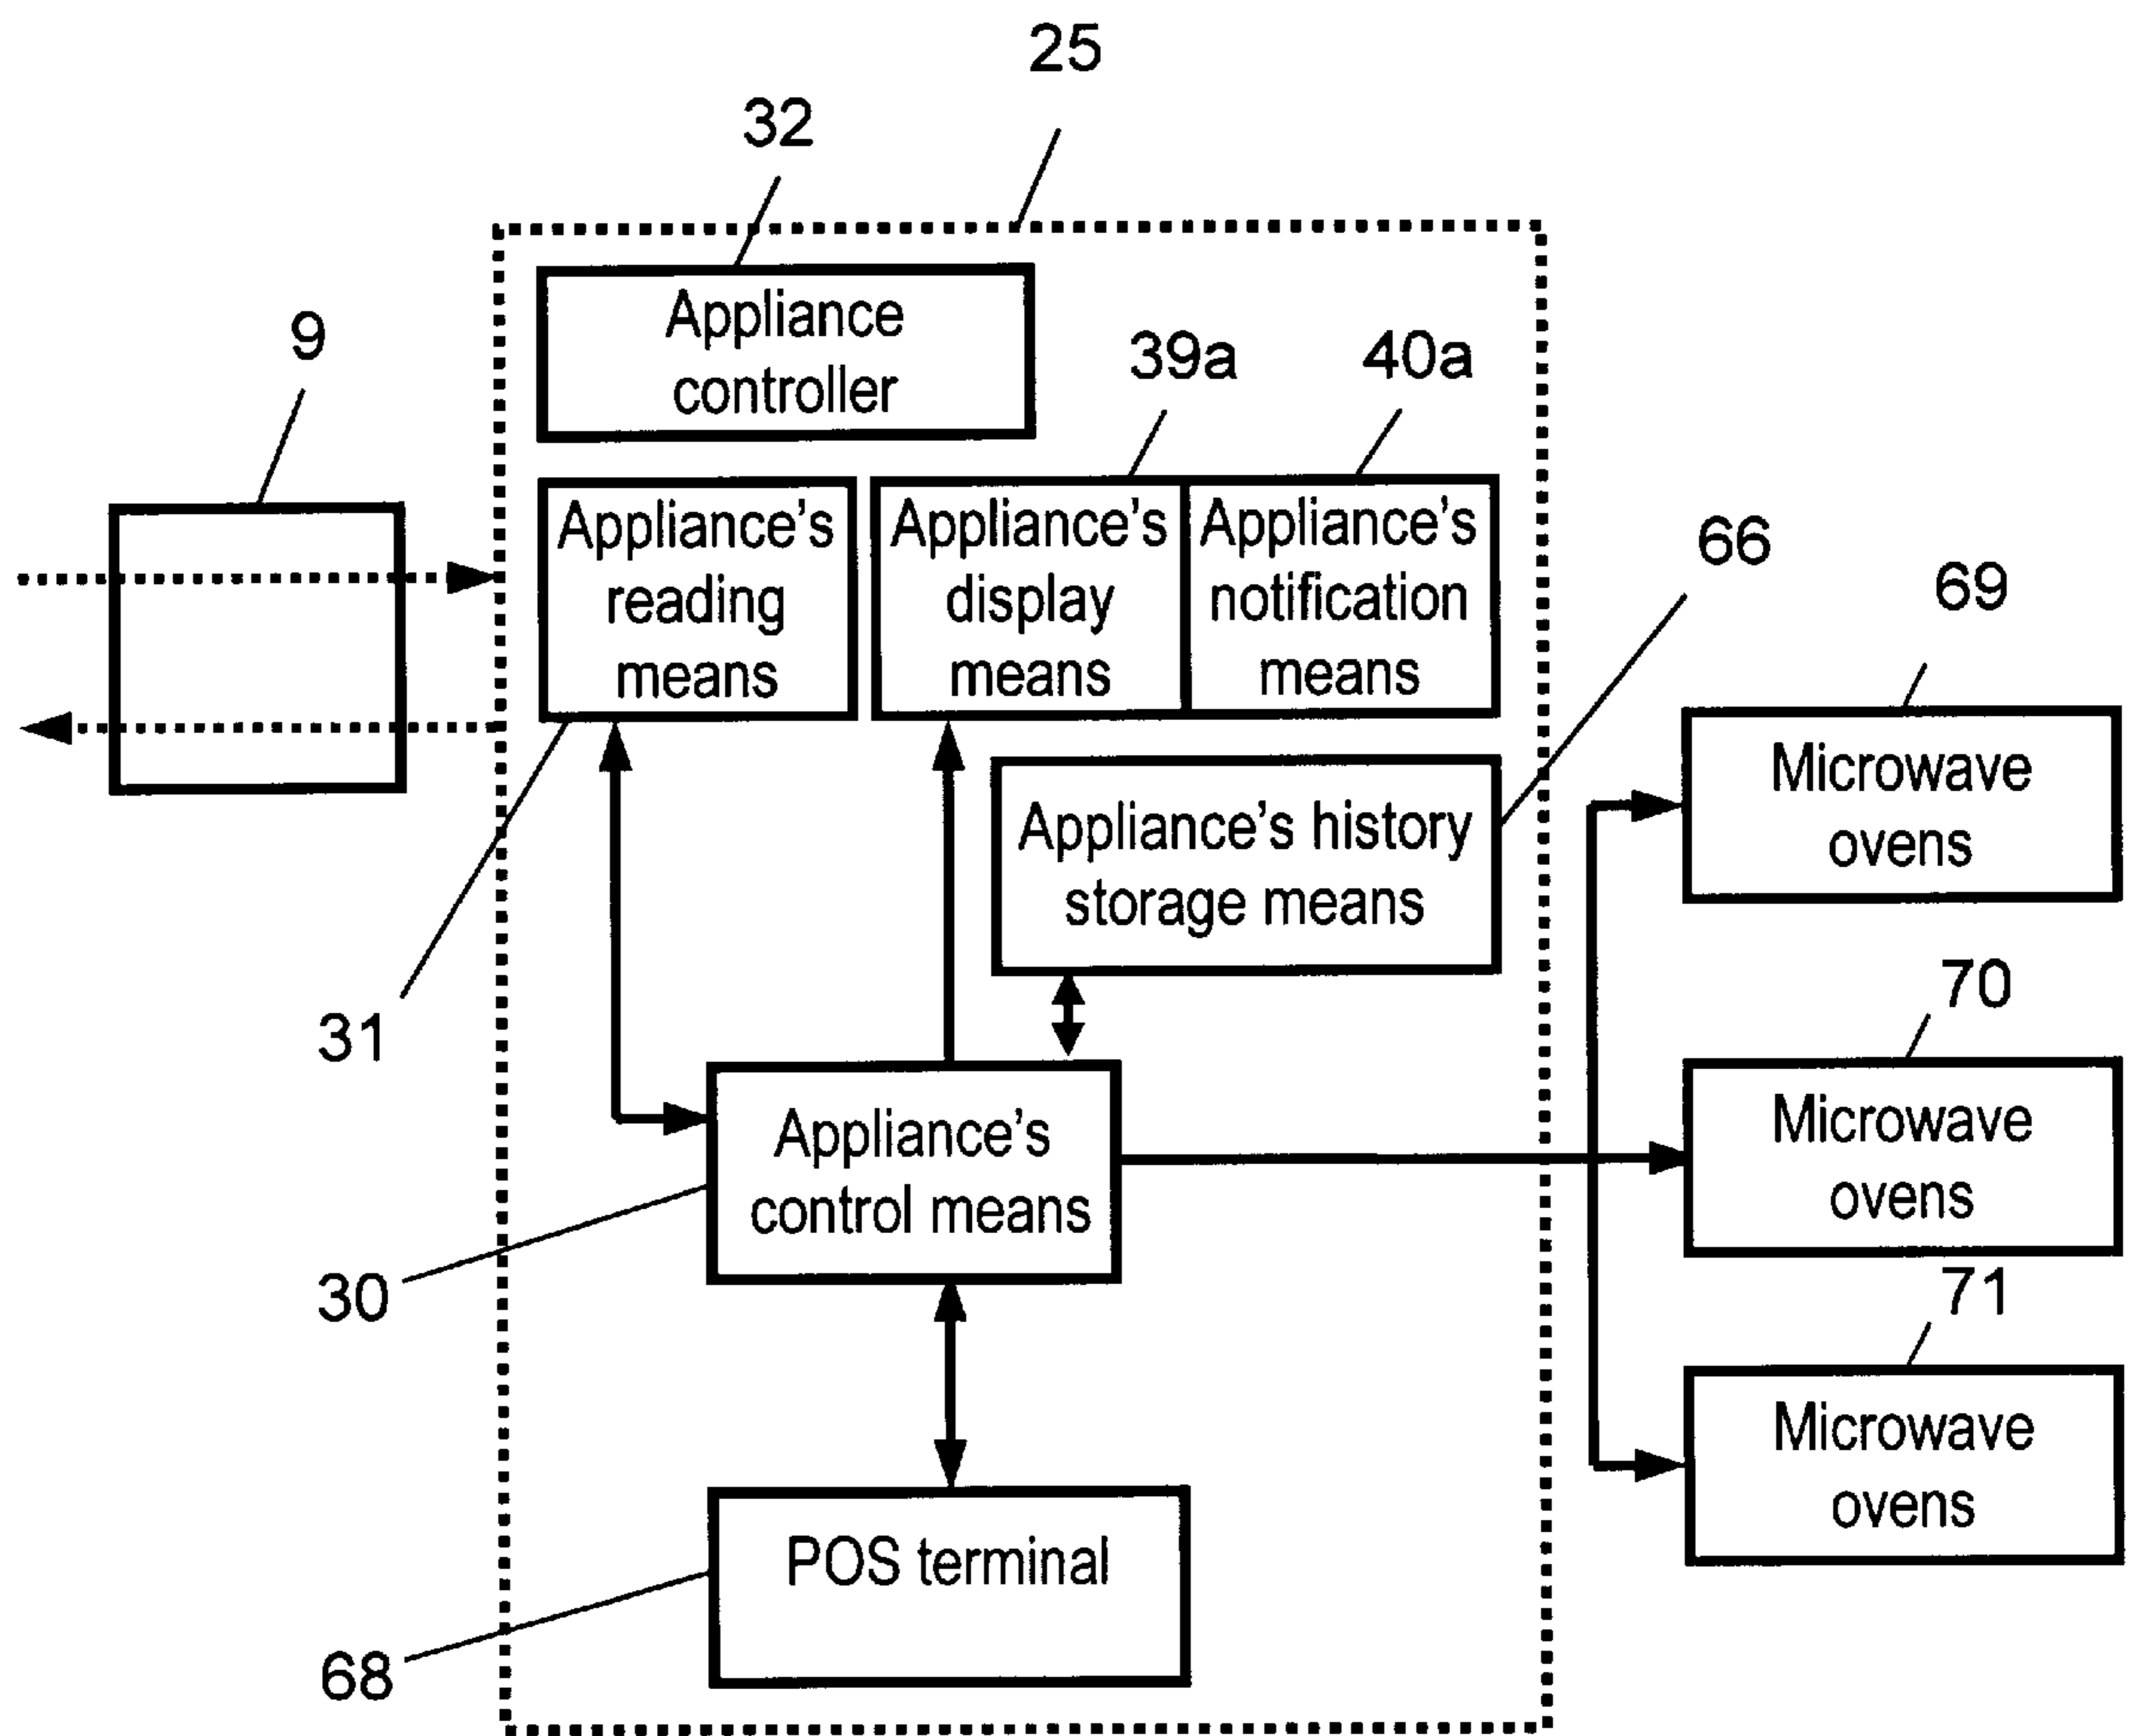 25
32
Appliance
controller
9
39a
40a
Appliance's
reading
means
Appliance's
display
means
Appliance's
notification
means
66
69
Microwave
ovens
Appliance's history
storage means
31
70
Microwave
ovens
Appliance's
control means
30
71
Microwave
ovens
POS terminal
68